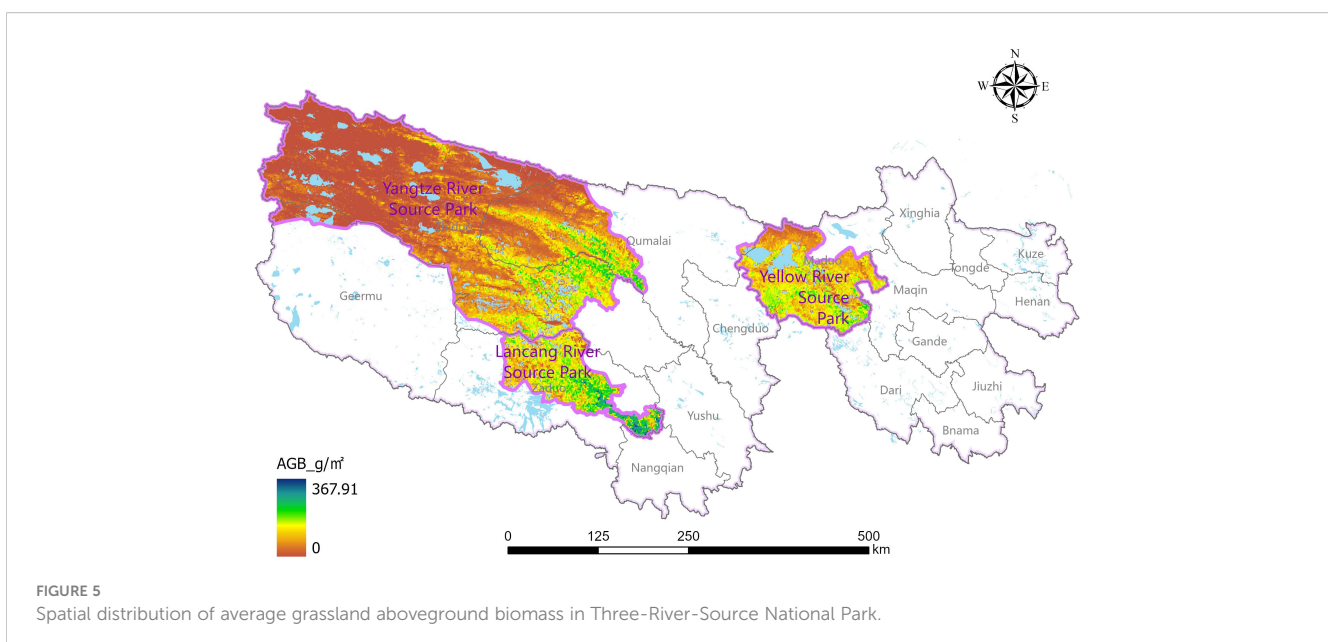 N
W E
S
Yangtze River
Source Park
Qumalai
Xinghia
Kuze
Tongde
Maduo
Yellow River
Source
Park
Maqin
Henan
Geermu
Chengduo
Gande
Lancang River
Source Park
Zaduo
Dari
Jiuzhi
Yushu
Bnama
Nangqian
AGB_g/㎡
367.91
0
0 125 250 500
km
FIGURE 5
Spatial distribution of average grassland aboveground biomass in Three-River-Source National Park.